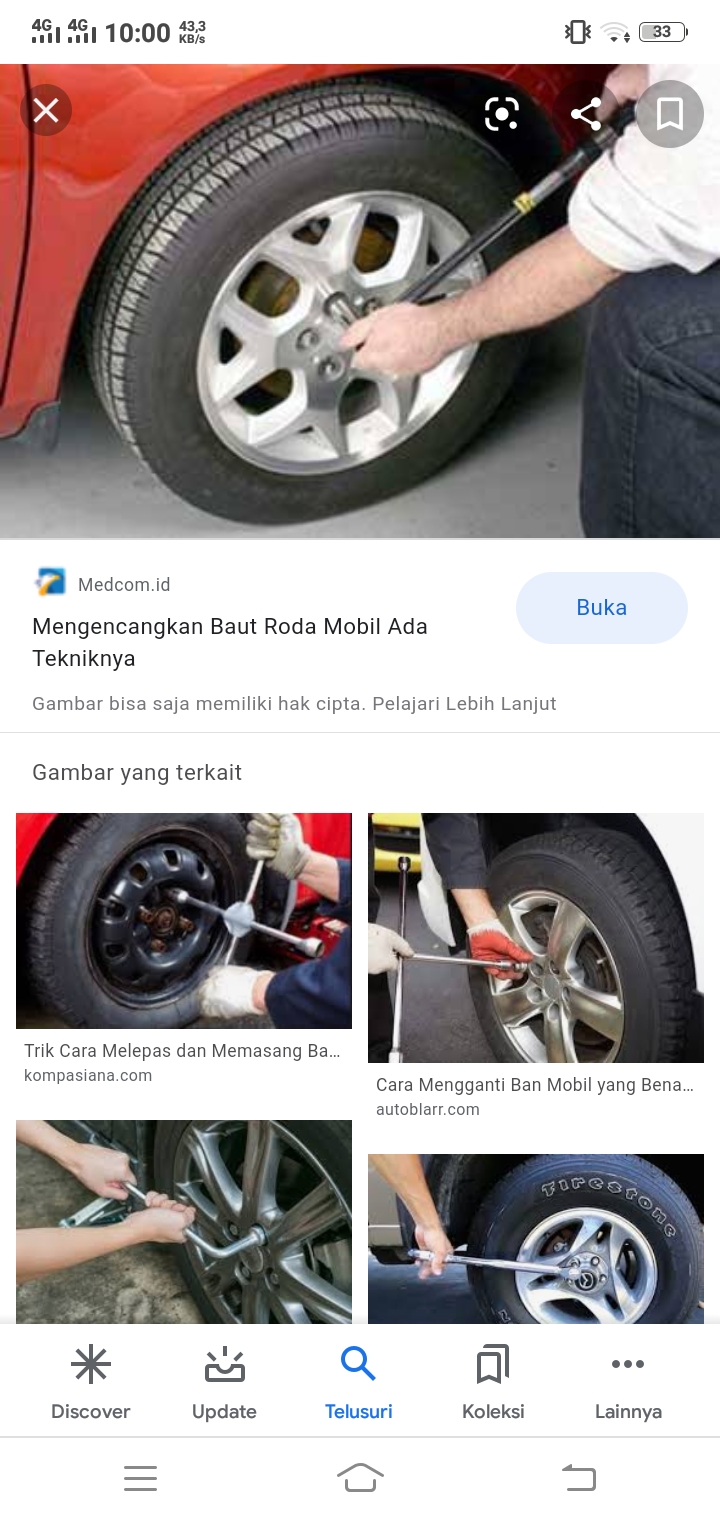 4G 4G 10:00 43,3
KB/s
33
Medcom.id
Mengencangkan Baut Roda Mobil Ada
Tekniknya
Buka
Gambar bisa saja memiliki hak cipta. Pelajari Lebih Lanjut
Gambar yang terkait
Trik Cara Melepas dan Memasang Ba...
kompasiana.com
Cara Mengganti Ban Mobil yang Bena...
autoblarr.com
Firestone
Discover Update Telusuri Koleksi Lainnya